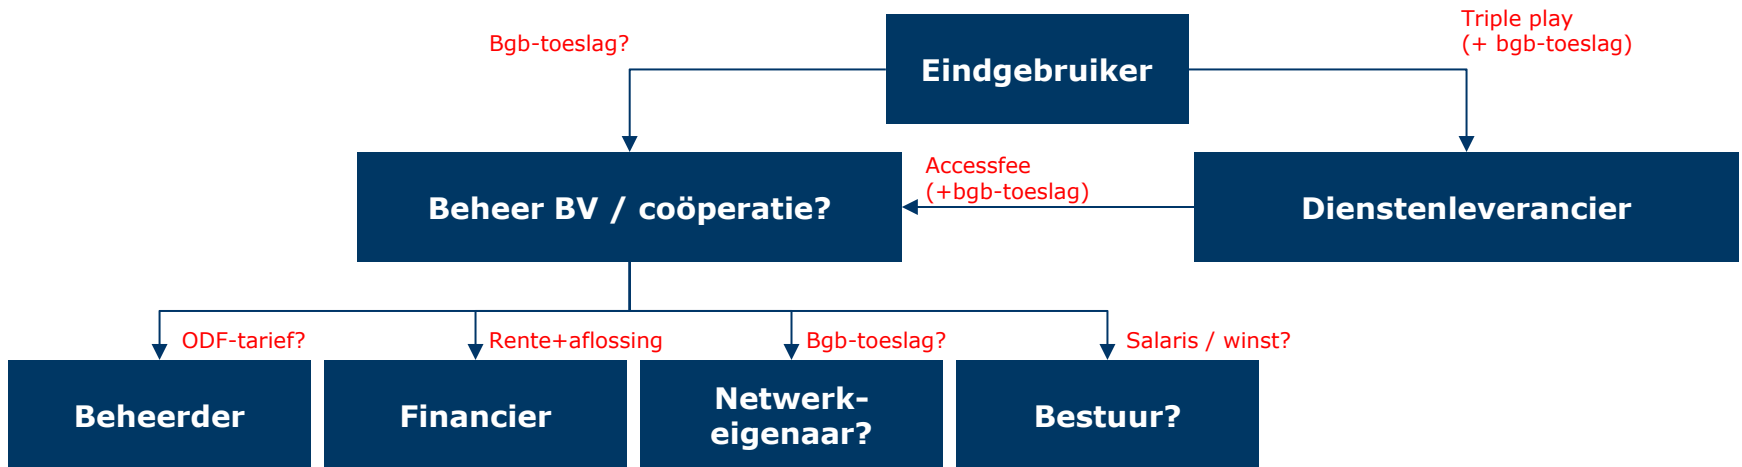 Triple play
(+ bgb-toeslag)
Bgb-toeslag?
Eindgebruiker
Accessfee
(+bgb-toeslag)
Beheer BV / coöperatie?
Dienstenleverancier
ODF-tarief?
Rente+aflossing
Bgb-toeslag?
Salaris / winst?
Beheerder
Financier
Netwerk-
eigenaar?
Bestuur?